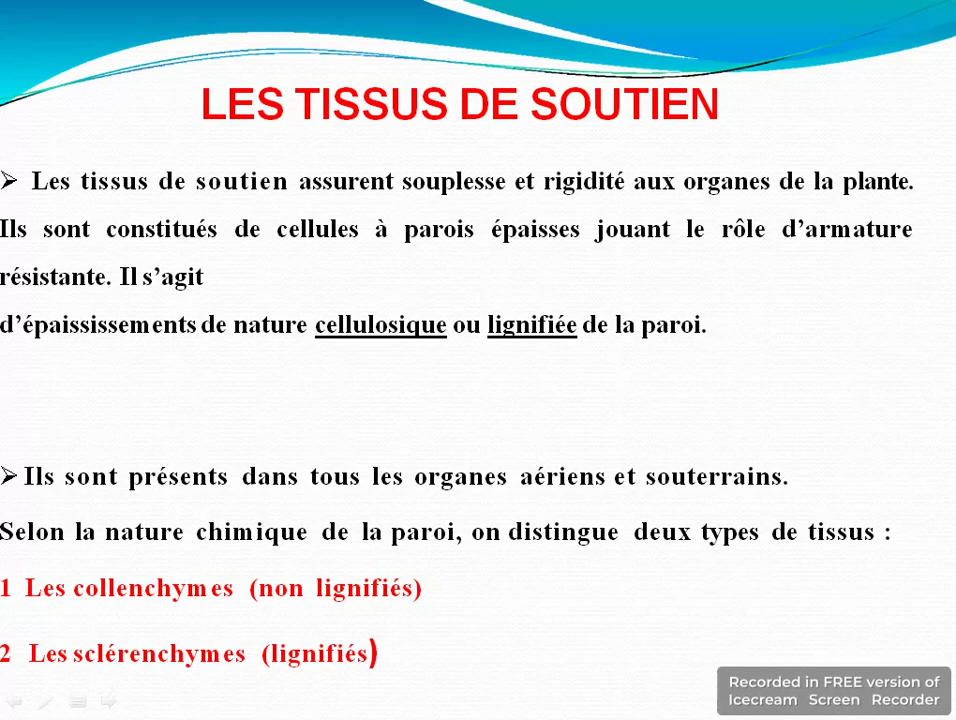 LES TISSUS DE SOUTIEN
➢ Les tissus de soutien assurent souplesse et rigidité aux organes de la plante.
Ils sont constitués de cellules à parois épaisses jouant le rôle d’armature
résistante. Il s’agit
d’épaississements de nature cellulosique ou lignifiée de la paroi.
➢ Ils sont présents dans tous les organes aériens et souterrains.
Selon la nature chimique de la paroi, on distingue deux types de tissus :
1 Les collenchymes (non lignifiés)
2 Les sclérenchymes (lignifiés)
Recorded in FREE version of
Icecream Screen Recorder